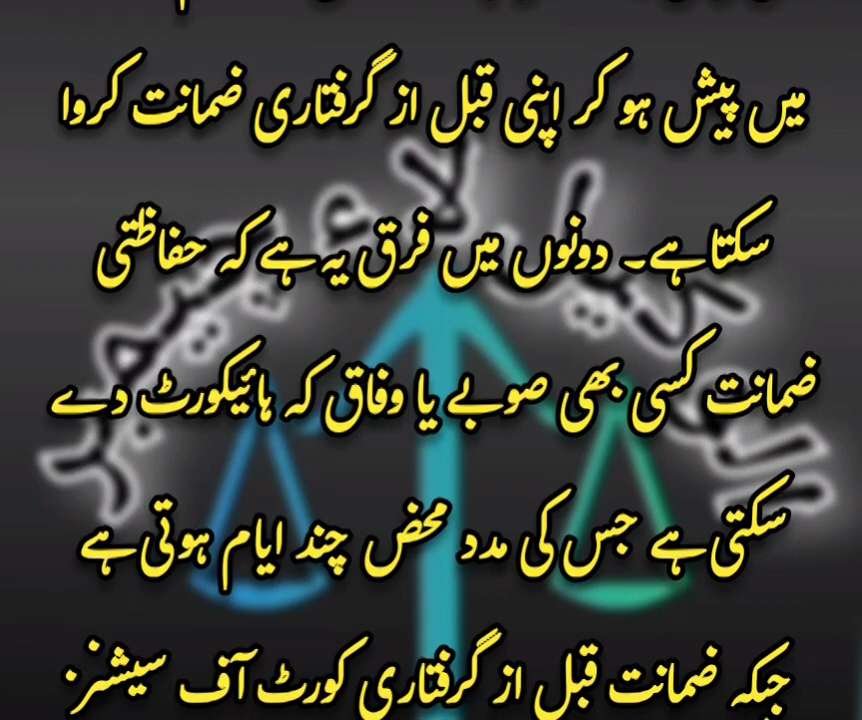 میں پیش ہو کر اپنی قبل از گرفتاری ضمانت کروا
سکتا ہے۔ دونوں میں فرق یہ ہے کہ حفاظتی
ضمانت کسی بھی صوبے یا وفاق کہ ہائیکورٹ دے
سکتی ہے جس کی مدد محض چند ایام ہوتی ہے
جبکہ ضمانت قبل از گرفتاری کورٹ آف سیشنز